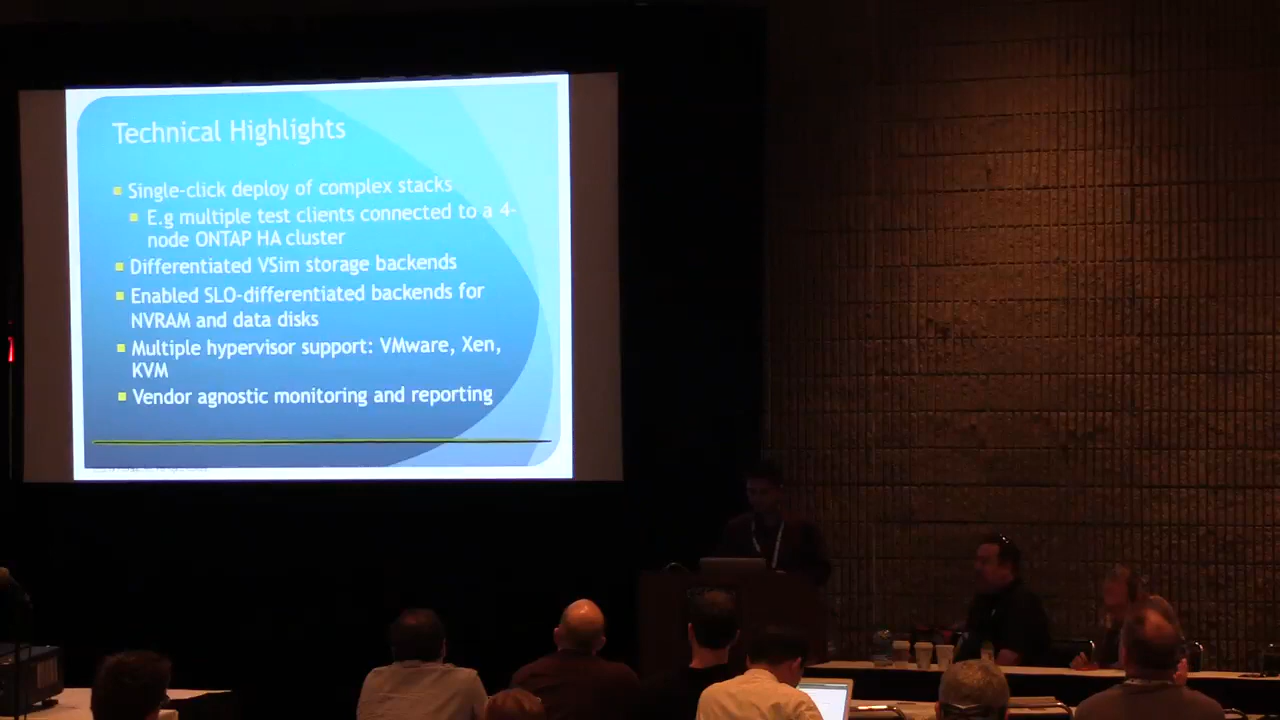 Technical Highlights
Single-click deploy of complex stacks
E.g multiple test clients connected to a 4-
node ONTAP HA cluster
Differentiated VSim storage backends
Enabled SLO-differentiated backends for
NVRAM and data disks
Multiple hypervisor support: VMware, Xen,
KVM
Vendor agnostic monitoring and reporting